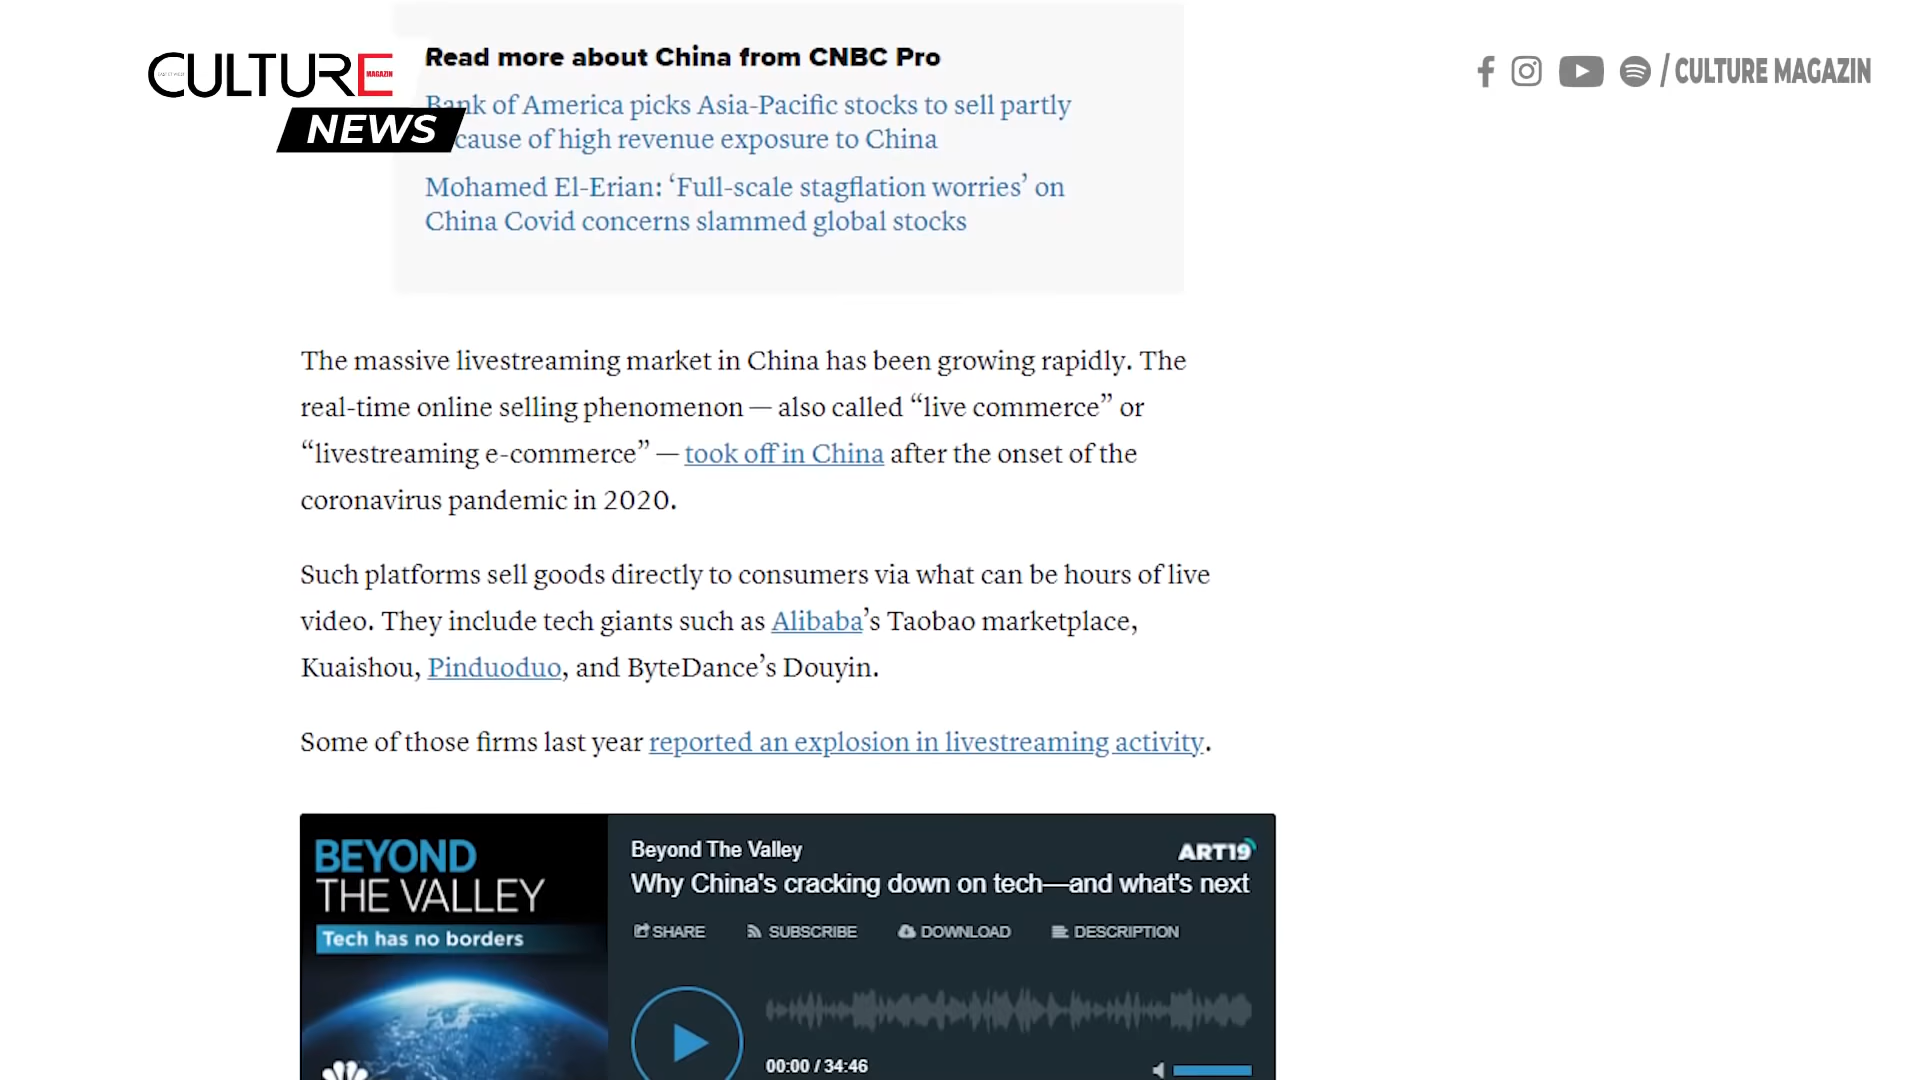 CULTURE
MAGAZIN
NEWS
/ CULTURE MAGAZIN
Read more about China from CNBC Pro
Bank of America picks Asia-Pacific stocks to sell partly
cause of high revenue exposure to China
Mohamed El-Erian: ‘Full-scale stagflation worries’ on
China Covid concerns slammed global stocks
The massive livestreaming market in China has been growing rapidly. The
real-time online selling phenomenon — also called “live commerce” or
“livestreaming e-commerce” — took off in China after the onset of the
coronavirus pandemic in 2020.
Such platforms sell goods directly to consumers via what can be hours of live
video. They include tech giants such as Alibaba’s Taobao marketplace,
Kuaishou, Pinduoduo, and ByteDance’s Douyin.
Some of those firms last year reported an explosion in livestreaming activity.
BEYOND
THE VALLEY
Tech has no borders
Beyond The Valley
ART19
Why China's cracking down on tech—and what's next
SHARE SUBSCRIBE DOWNLOAD DESCRIPTION
00:00 / 34:46